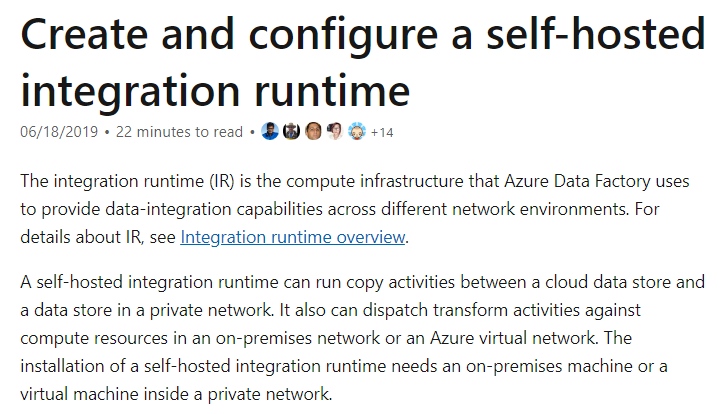 Create and configure a self-hosted
integration runtime
06/18/2019 • 22 minutes to read • +14
The integration runtime (IR) is the compute infrastructure that Azure Data Factory uses
to provide data-integration capabilities across different network environments. For
details about IR, see Integration runtime overview.
A self-hosted integration runtime can run copy activities between a cloud data store and
a data store in a private network. It also can dispatch transform activities against
compute resources in an on-premises network or an Azure virtual network. The
installation of a self-hosted integration runtime needs an on-premises machine or a
virtual machine inside a private network.